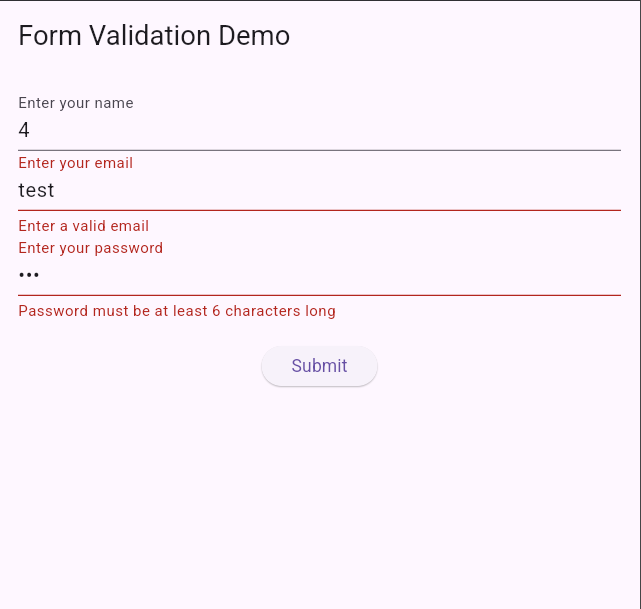 Form Validation Demo
Enter your name
4
Enter your email
test
Enter a valid email
Enter your password
•••
Password must be at least 6 characters long
Submit